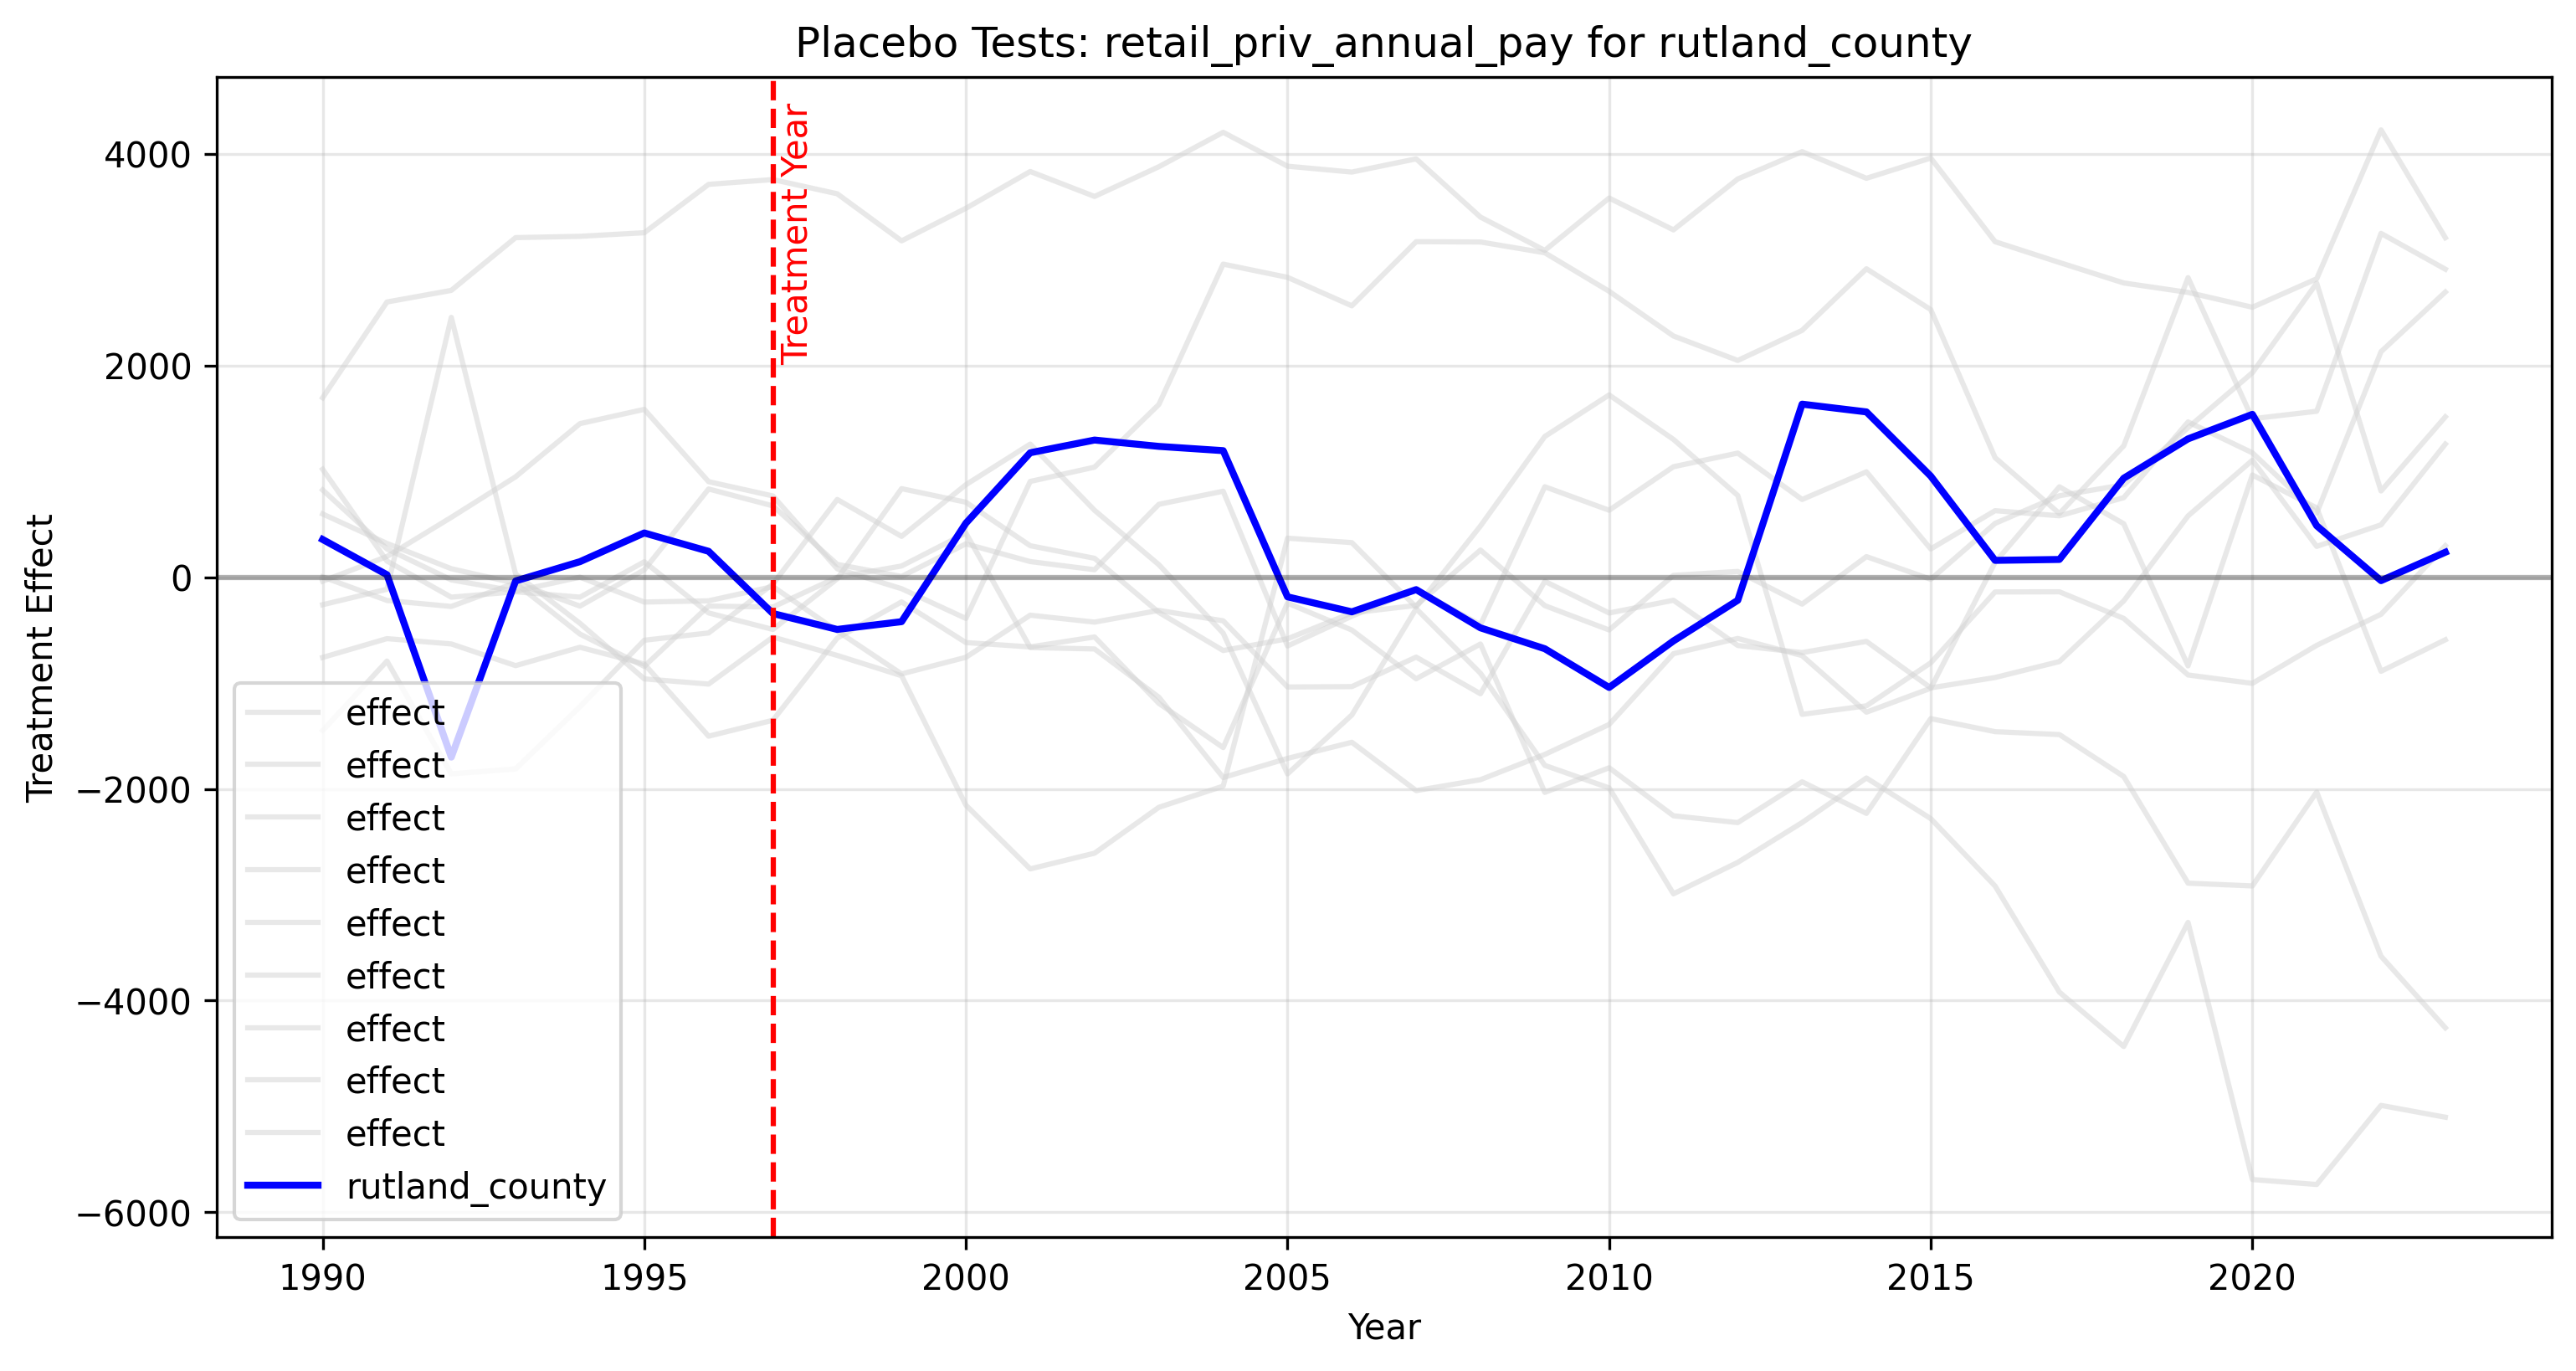 Placebo Tests: retail_priv_annual_pay for rutland_county
Treatment Effect
4000
2000
0
−2000
−4000
−6000
Treatment Year
effect
effect
effect
effect
effect
effect
effect
effect
effect
rutland_county
1990
1995
2000
2005
2010
2015
2020
Year